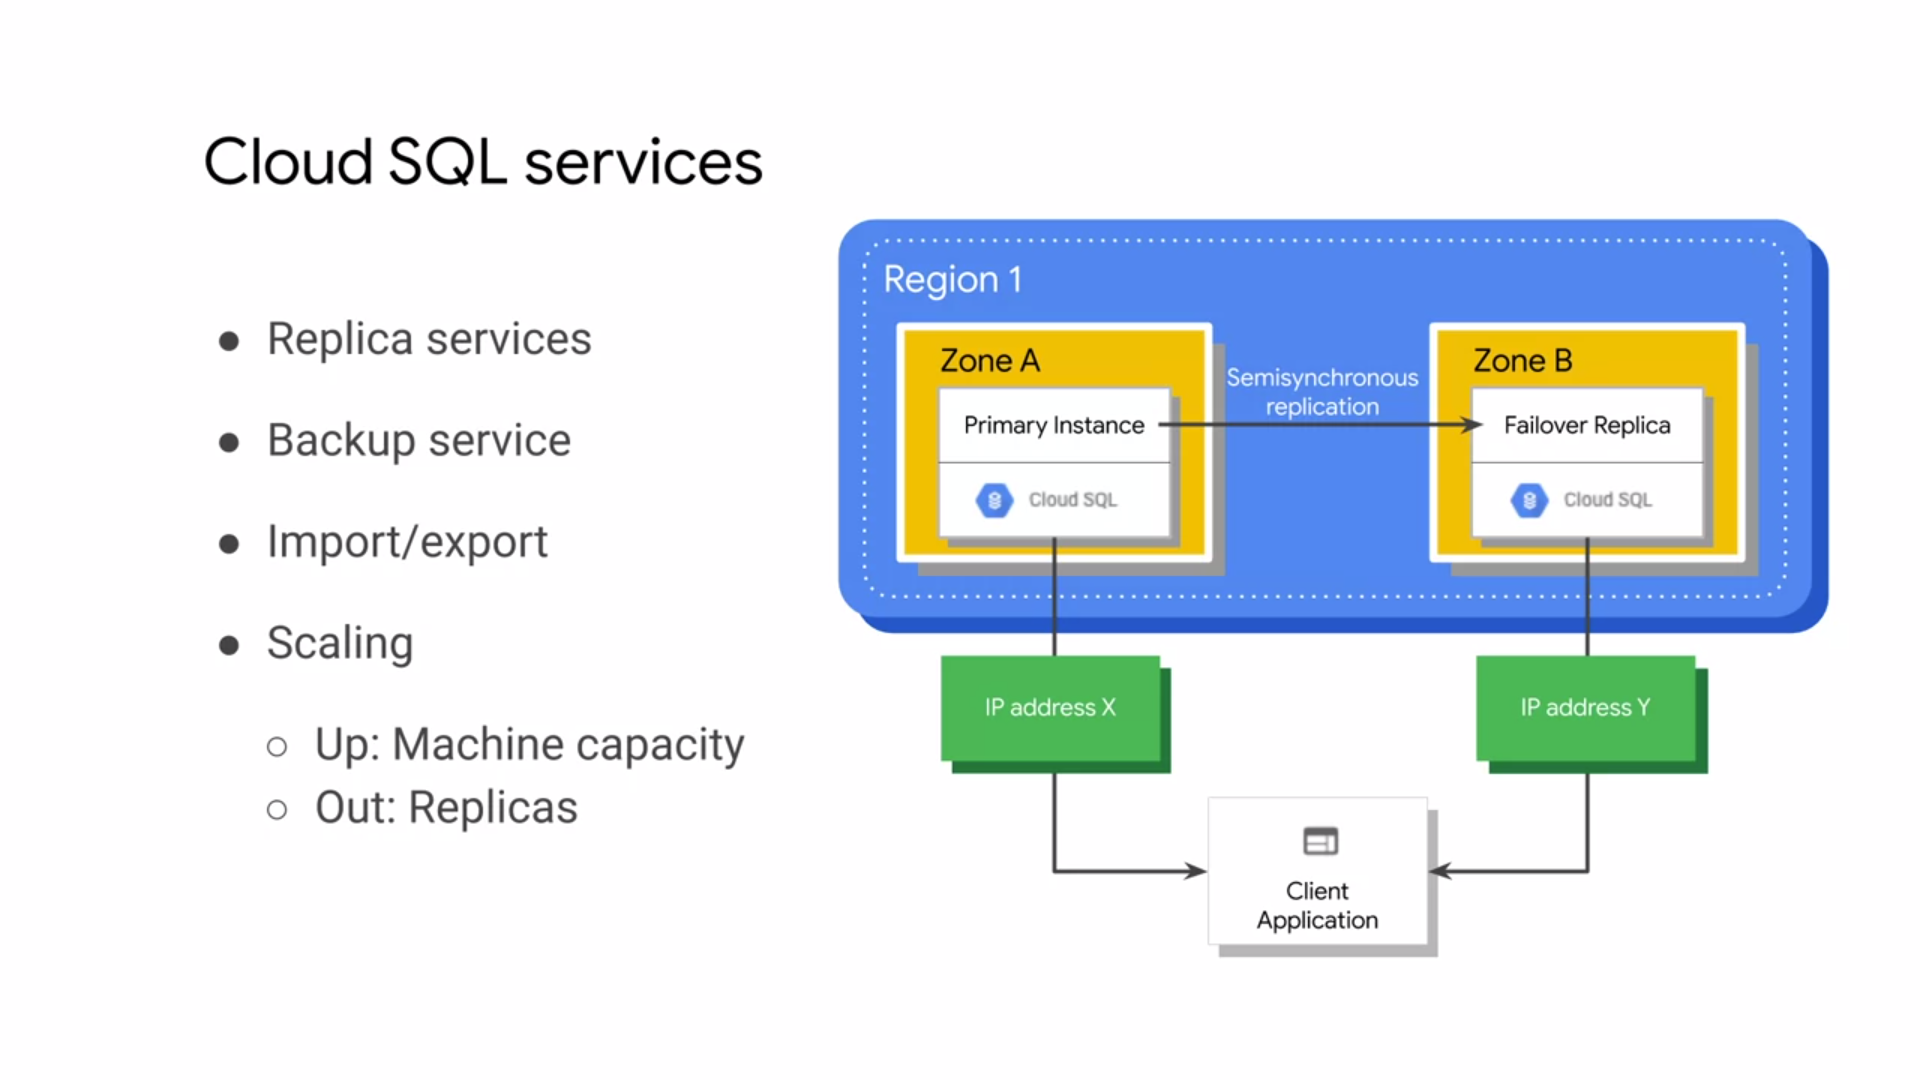 Cloud SQL services
● Replica services
● Backup service
● Import/export
● Scaling
○ Up: Machine capacity
○ Out: Replicas
Region 1
Zone A
Primary Instance
Cloud SQL
Semisynchronous
replication
Zone B
Failover Replica
Cloud SQL
IP address X
IP address Y
Client
Application